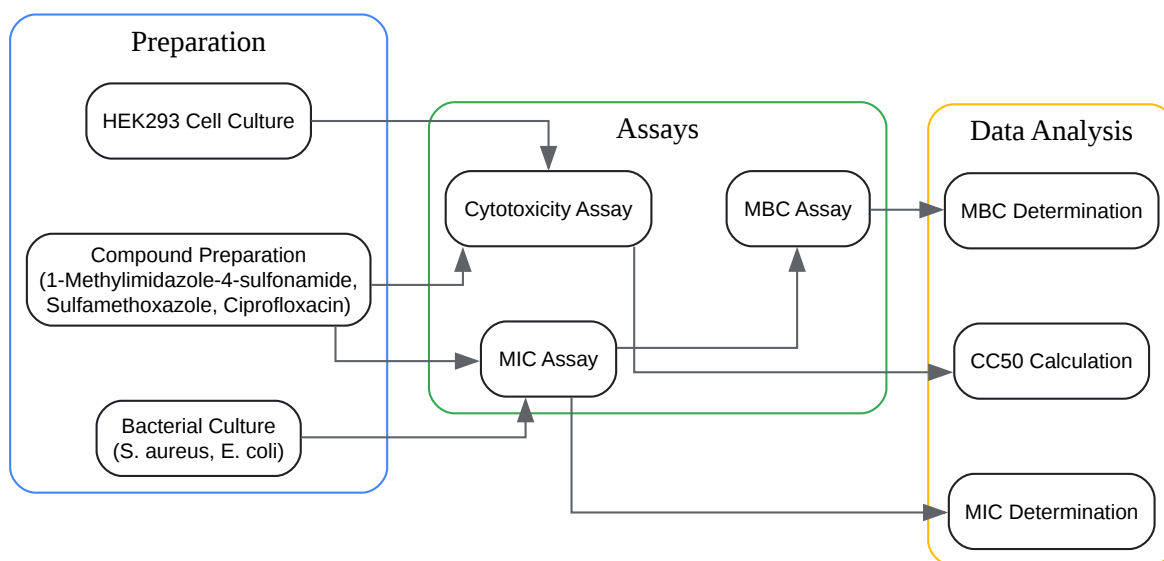 Preparation
HEK293 Cell Culture
Compound Preparation
(1-Methylimidazole-4-sulfonamide,
Sulfamethoxazole, Ciprofloxacin)
Bacterial Culture
(S. aureus, E. coli)
Assays
Cytotoxicity Assay
MBC Assay
MIC Assay
Data Analysis
MBC Determination
CC50 Calculation
MIC Determination